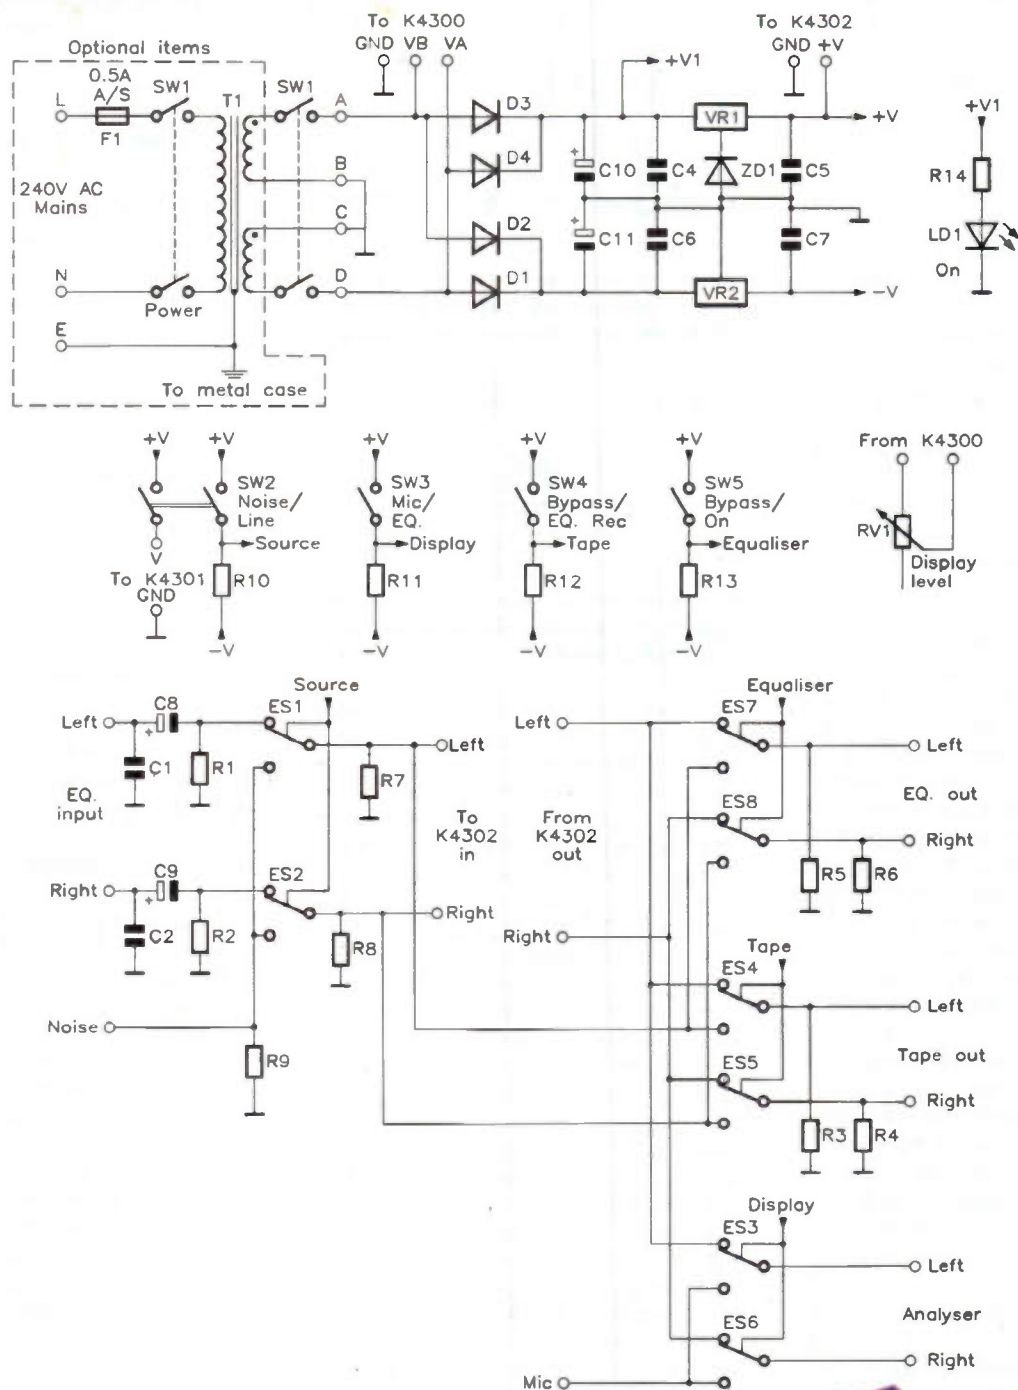 To K4300
GND VB VA
To K4302
GND +V
Optional items
0.5A
A/S
SW1
T1
SW1
A
D3
+V1
VR1
+V
+V1
L
F1
D4
C10
C4
ZD1
C5
R14
B
240V AC
Mains
C
D2
C11
C6
C7
LD1
On
N
D
D1
VR2
-V
Power
E
To metal case
+V
+V
+V
+V
+V
SW2
Noise/
Line
SW3
Mic/
EQ.
SW4
Bypass/
EQ. Rec
SW5
Bypass/
On
From K4300
RV1
Display
level
V
Source
Display
Tape
Equaliser
To K4301
GND
R10
R11
R12
R13
-V
-V
-V
-V
Source
Equaliser
Left
C8
+
ES1
Left
Left
ES7
Left
C1
R1
R7
EQ.
input
To
K4302
in
From
K4302
out
ES8
EQ. out
Right
Right
C9
+
ES2
Right
R5
R6
C2
R2
R8
Right
Tape
ES4
Left
Noise
R9
Tape out
ES5
Right
R3
R4
Display
ES3
Left
Analyser
ES6
Right
Mic